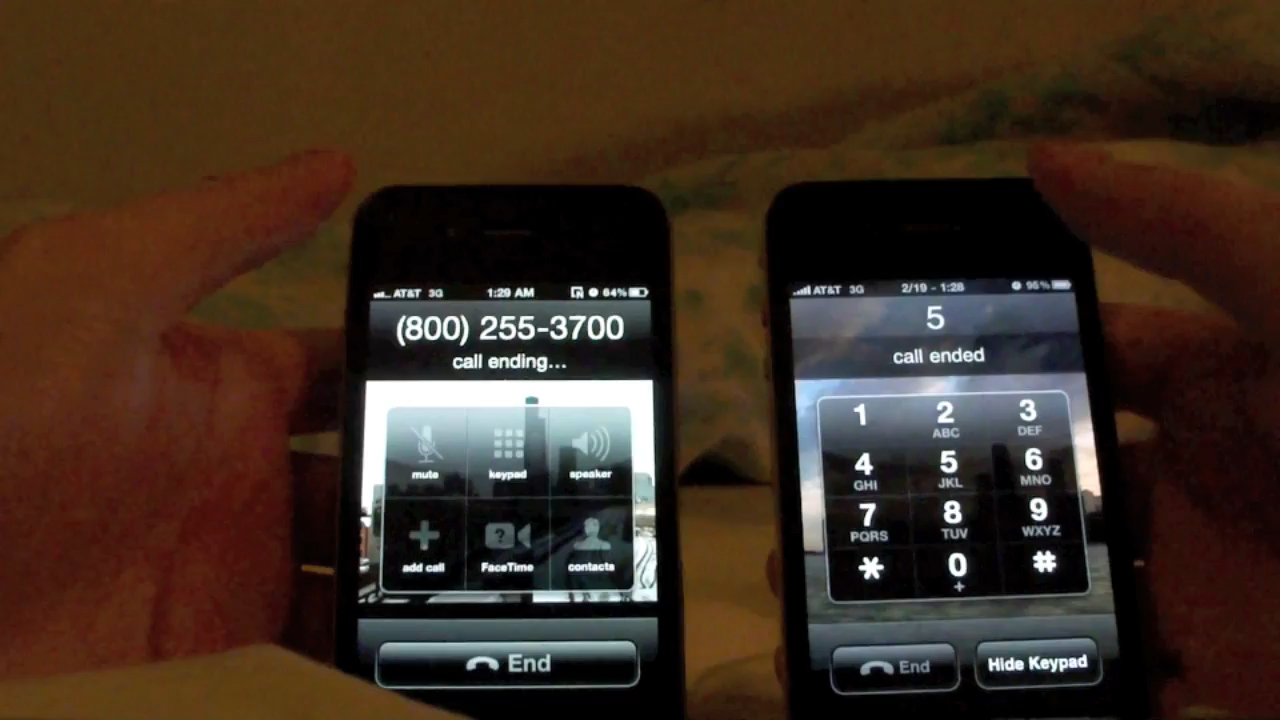 AT&T 3G 1:29 AM 64%
(800) 255-3700
call ending...
mute keypad speaker
add call FaceTime contacts
End
AT&T 3G 2/19 - 1:28 95%
5
call ended
1 2 3
ABC DEF
4 5 6
GHI JKL MNO
7 8 9
PQRS TUV WXYZ
* 0 #
+
End Hide Keypad